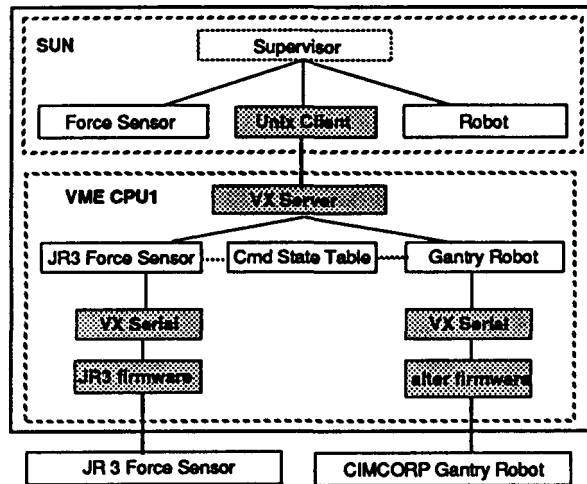 SUN
Supervisor
Force Sensor
Unix Client
Robot
VME CPU1
VX Server
JR3 Force Sensor
Cmd State Table
Gantry Robot
VX Serial
VX Serial
JR3 firmware
alter firmware
JR 3 Force Sensor
CIMCORP Gantry Robot